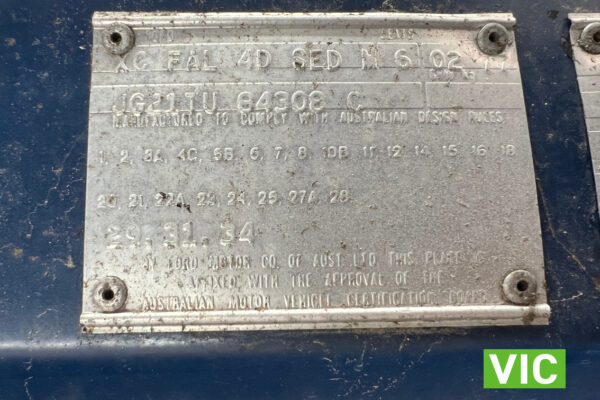 XC FAL 4D SED M 6 02 77
JG21TU 84308 C
MANUFACTURED TO COMPLY WITH AUSTRALIAN DESIGN RULES
1, 2, 3A, 4C, 5B, 6, 7, 8, 10B, 11, 12, 14, 15, 16, 18
20, 21, 22A, 23, 24, 25, 27A, 28
29, 31, 34
FORD MOTOR CO. OF AUST. LTD. THIS PLATE IS
AFFIXED WITH THE APPROVAL OF THE
AUSTRALIAN MOTOR VEHICLE CERTIFICATION BOARD
VIC